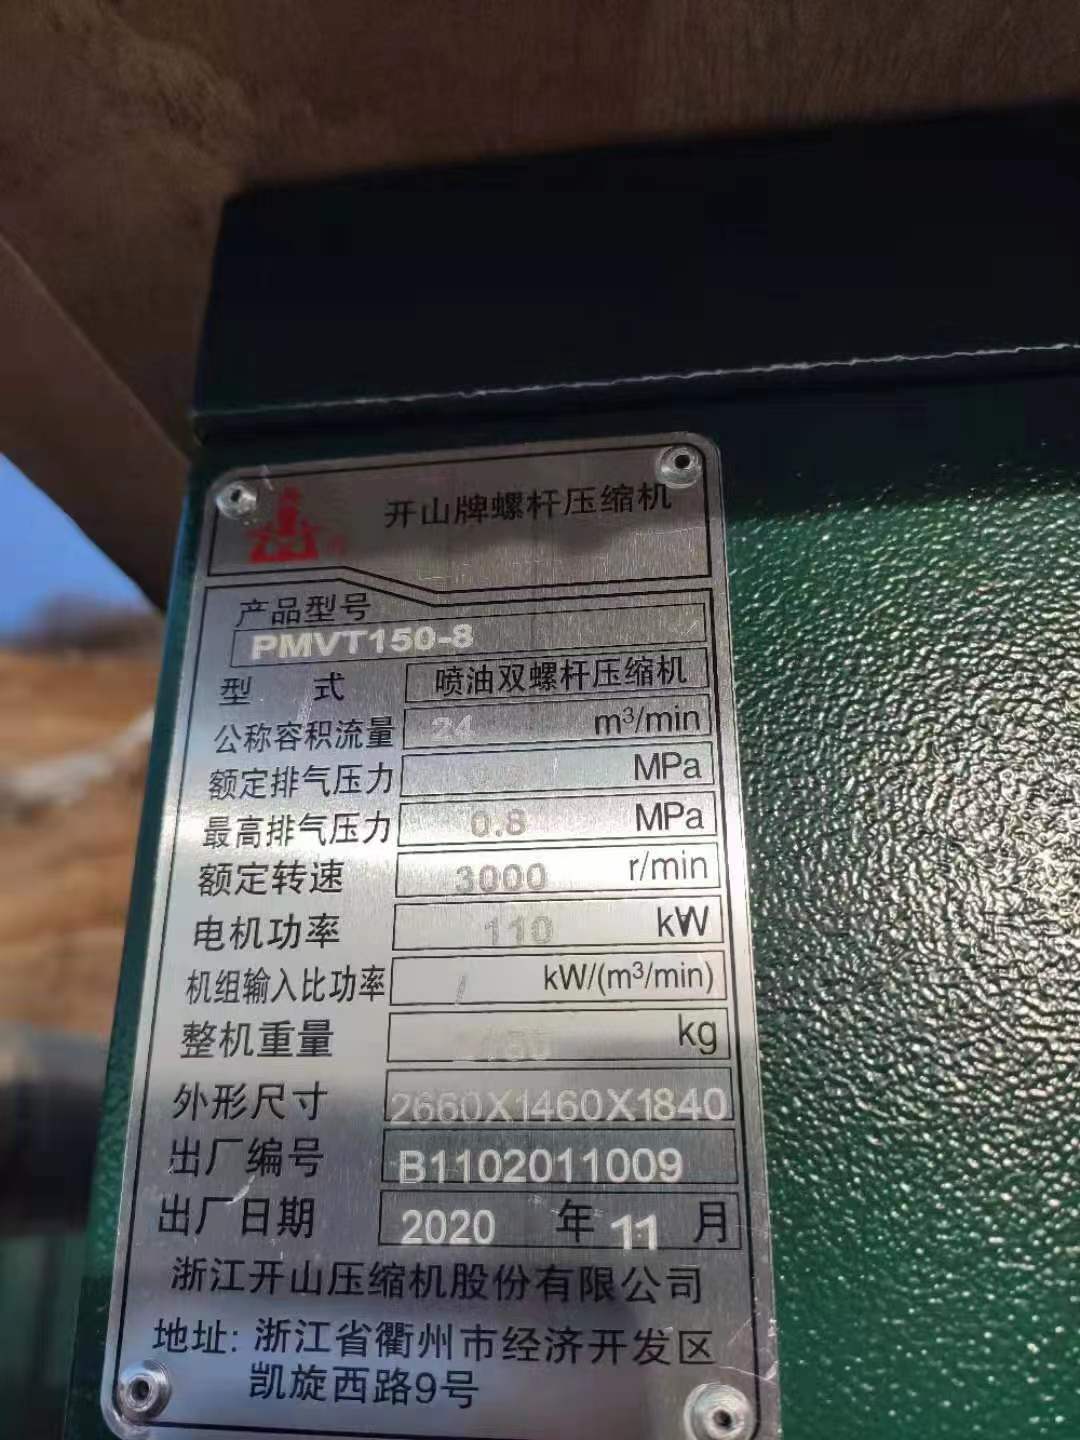 开山牌螺杆压缩机
产品型号
PMVT150-8
型 式 喷油双螺杆压缩机
公称容积流量 24 m³/min
额定排气压力 MPa
最高排气压力 0.8 MPa
额定转速 3000 r/min
电机功率 110 kW
机组输入比功率 / kW/(m³/min)
整机重量 kg
外形尺寸 2660X1460X1840
出厂编号 B1102011009
出厂日期 2020 年 11 月
浙江开山压缩机股份有限公司
地址: 浙江省衢州市经济开发区
凯旋西路9号